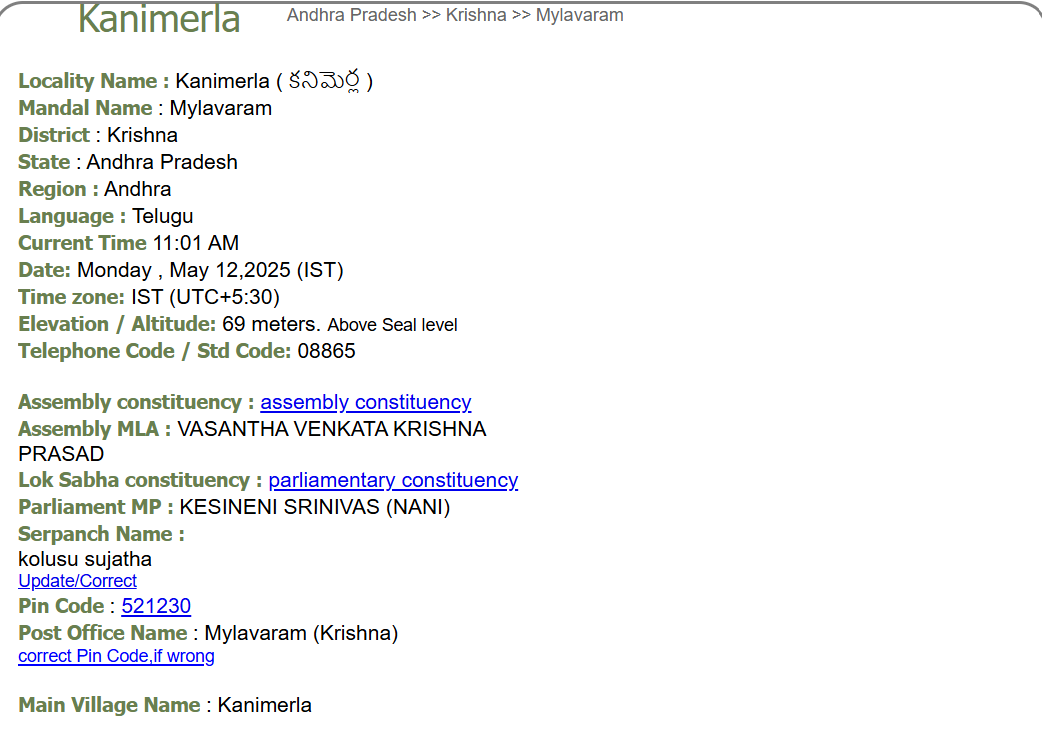 Kanimerla
Andhra Pradesh >> Krishna >> Mylavaram
Locality Name : Kanimerla ( కనిమెర్ల )
Mandal Name : Mylavaram
District : Krishna
State : Andhra Pradesh
Region : Andhra
Language : Telugu
Current Time 11:01 AM
Date: Monday , May 12,2025 (IST)
Time zone: IST (UTC+5:30)
Elevation / Altitude: 69 meters. Above Seal level
Telephone Code / Std Code: 08865
Assembly constituency : assembly constituency
Assembly MLA : VASANTHA VENKATA KRISHNA
PRASAD
Lok Sabha constituency : parliamentary constituency
Parliament MP : KESINENI SRINIVAS (NANI)
Serpanch Name :
kolusu sujatha
Update/Correct
Pin Code : 521230
Post Office Name : Mylavaram (Krishna)
correct Pin Code,if wrong
Main Village Name : Kanimerla